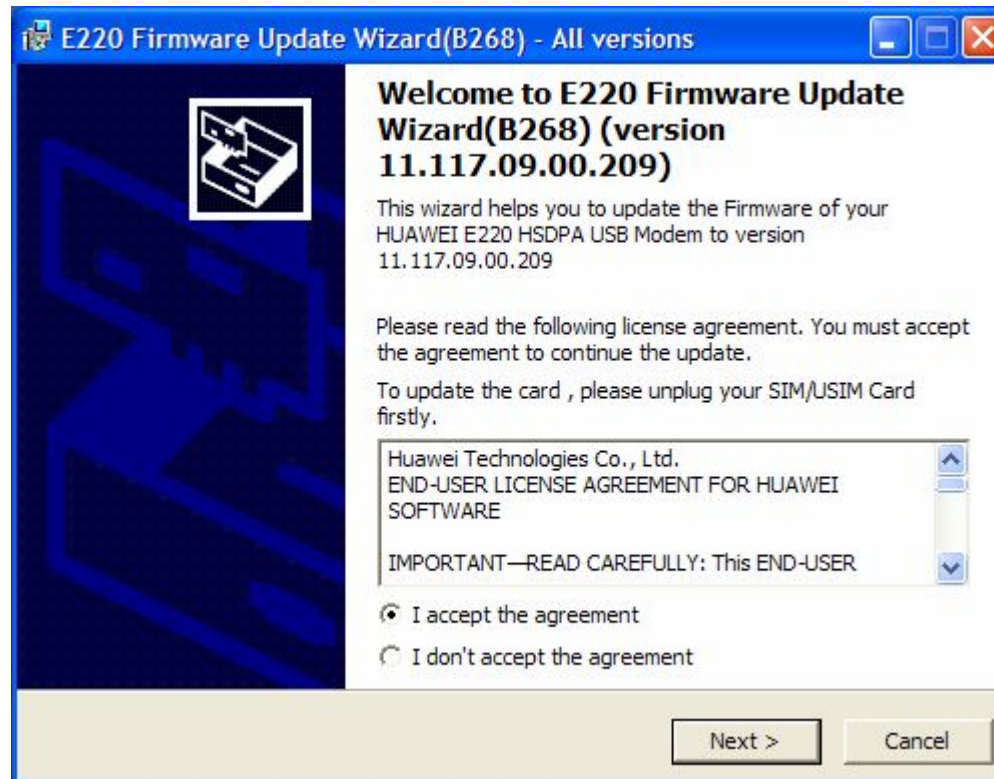 E220 Firmware Update Wizard(B268) - All versions
Welcome to E220 Firmware Update
Wizard(B268) (version
11.117.09.00.209)
This wizard helps you to update the Firmware of your
HUAWEI E220 HSDPA USB Modem to version
11.117.09.00.209
Please read the following license agreement. You must accept
the agreement to continue the update.
To update the card , please unplug your SIM/USIM Card
firstly.
Huawei Technologies Co., Ltd.
END-USER LICENSE AGREEMENT FOR HUAWEI
SOFTWARE
IMPORTANT—READ CAREFULLY: This END-USER
I accept the agreement
I don't accept the agreement
Next >
Cancel